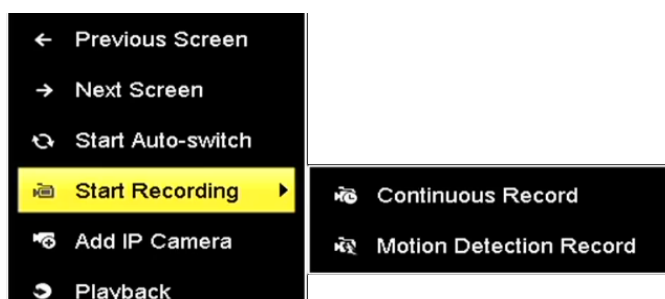 Previous Screen
Next Screen
Start Auto-switch
Start Recording
Continuous Record
Add IP Camera
Motion Detection Record
Playback